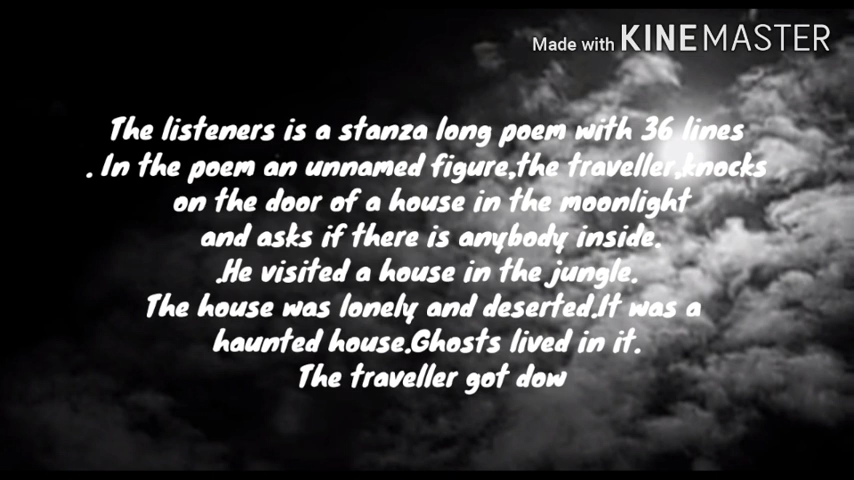 Made with KINEMASTER
The listeners is a stanza long poem with 36 lines
. In the poem an unnamed figure,the traveller,knocks
on the door of a house in the moonlight
and asks if there is anybody inside.
.He visited a house in the jungle.
The house was lonely and deserted.It was a
haunted house.Ghosts lived in it.
The traveller got dow